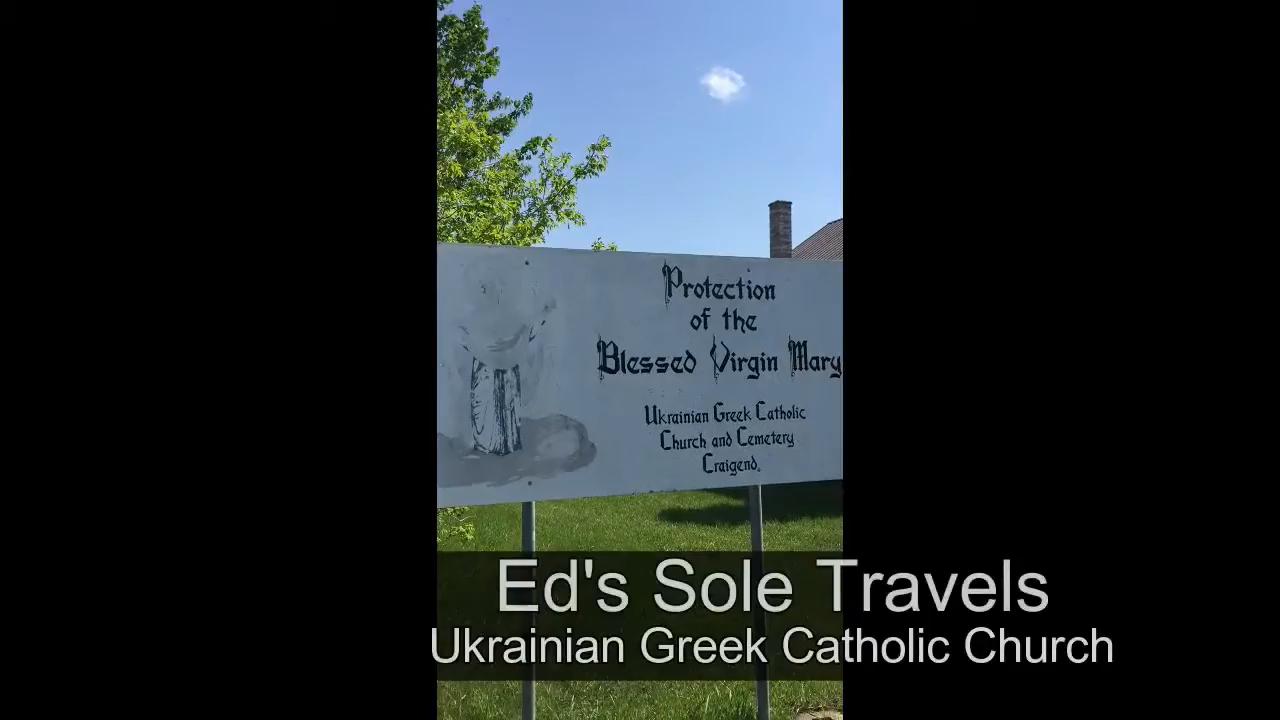 Protection
of the
Blessed Virgin Mary
Ukrainian Greek Catholic
Church and Cemetery
Craigend.
Ed's Sole Travels
Ukrainian Greek Catholic Church